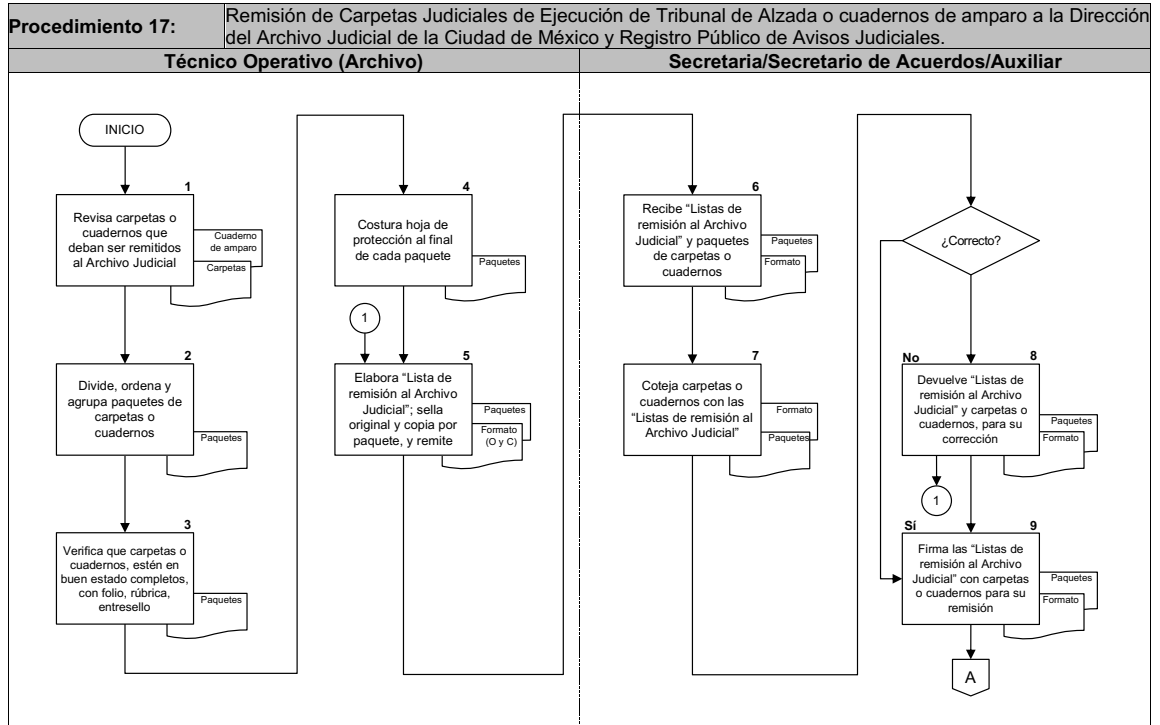 Procedimiento 17:
Remisión de Carpetas Judiciales de Ejecución de Tribunal de Alzada o cuadernos de amparo a la Dirección
del Archivo Judicial de la Ciudad de México y Registro Público de Avisos Judiciales.
Técnico Operativo (Archivo)
Secretaria/Secretario de Acuerdos/Auxiliar
INICIO
1
Revisa carpetas o
cuadernos que
deban ser remitidos
al Archivo Judicial
Cuaderno
de amparo
Carpetas
2
Divide, ordena y
agrupa paquetes de
carpetas o
cuadernos
Paquetes
3
Verifica que carpetas o
cuadernos, estén en
buen estado completos,
con folio, rúbrica,
entresello
Paquetes
4
Costura hoja de
protección al final
de cada paquete
Paquetes
1
5
Elabora “Lista de
remisión al Archivo
Judicial”; sella
original y copia por
paquete, y remite
Paquetes
Formato
(O y C)
6
Recibe “Listas de
remisión al Archivo
Judicial” y paquetes
de carpetas o
cuadernos
Paquetes
Formato
7
Coteja carpetas o
cuadernos con las
“Listas de remisión al
Archivo Judicial”
Formato
Paquetes
¿Correcto?
No
8
Devuelve “Listas de
remisión al Archivo
Judicial” y carpetas o
cuadernos, para su
corrección
Paquetes
Formato
1
Sí
9
Firma las “Listas de
remisión al Archivo
Judicial” con carpetas
o cuadernos para su
remisión
Paquetes
Formato
A